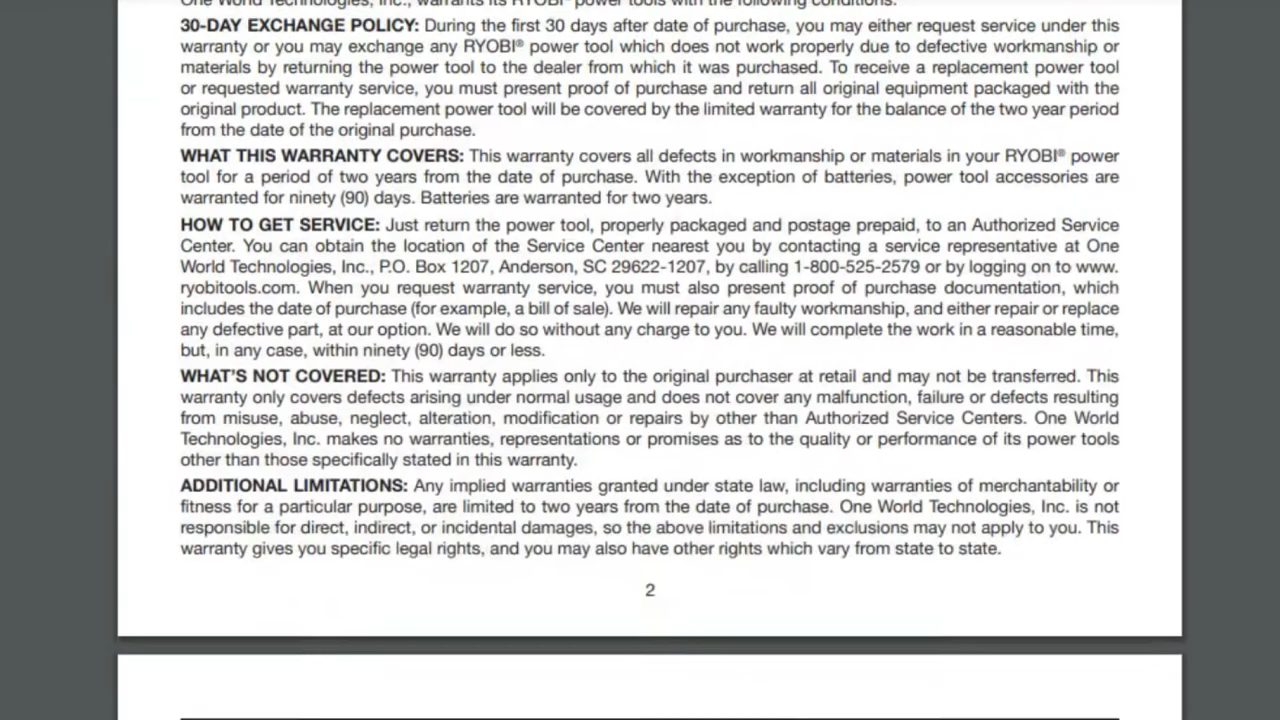 One World Technologies, Inc., warrants its RYOBI® power tools with the following conditions:
30-DAY EXCHANGE POLICY: During the first 30 days after date of purchase, you may either request service under this
warranty or you may exchange any RYOBI® power tool which does not work properly due to defective workmanship or
materials by returning the power tool to the dealer from which it was purchased. To receive a replacement power tool
or requested warranty service, you must present proof of purchase and return all original equipment packaged with the
original product. The replacement power tool will be covered by the limited warranty for the balance of the two year period
from the date of the original purchase.
WHAT THIS WARRANTY COVERS: This warranty covers all defects in workmanship or materials in your RYOBI® power
tool for a period of two years from the date of purchase. With the exception of batteries, power tool accessories are
warranted for ninety (90) days. Batteries are warranted for two years.
HOW TO GET SERVICE: Just return the power tool, properly packaged and postage prepaid, to an Authorized Service
Center. You can obtain the location of the Service Center nearest you by contacting a service representative at One
World Technologies, Inc., P.O. Box 1207, Anderson, SC 29622-1207, by calling 1-800-525-2579 or by logging on to www.
ryobitools.com. When you request warranty service, you must also present proof of purchase documentation, which
includes the date of purchase (for example, a bill of sale). We will repair any faulty workmanship, and either repair or replace
any defective part, at our option. We will do so without any charge to you. We will complete the work in a reasonable time,
but, in any case, within ninety (90) days or less.
WHAT'S NOT COVERED: This warranty applies only to the original purchaser at retail and may not be transferred. This
warranty only covers defects arising under normal usage and does not cover any malfunction, failure or defects resulting
from misuse, abuse, neglect, alteration, modification or repairs by other than Authorized Service Centers. One World
Technologies, Inc. makes no warranties, representations or promises as to the quality or performance of its power tools
other than those specifically stated in this warranty.
ADDITIONAL LIMITATIONS: Any implied warranties granted under state law, including warranties of merchantability or
fitness for a particular purpose, are limited to two years from the date of purchase. One World Technologies, Inc. is not
responsible for direct, indirect, or incidental damages, so the above limitations and exclusions may not apply to you. This
warranty gives you specific legal rights, and you may also have other rights which vary from state to state.
2